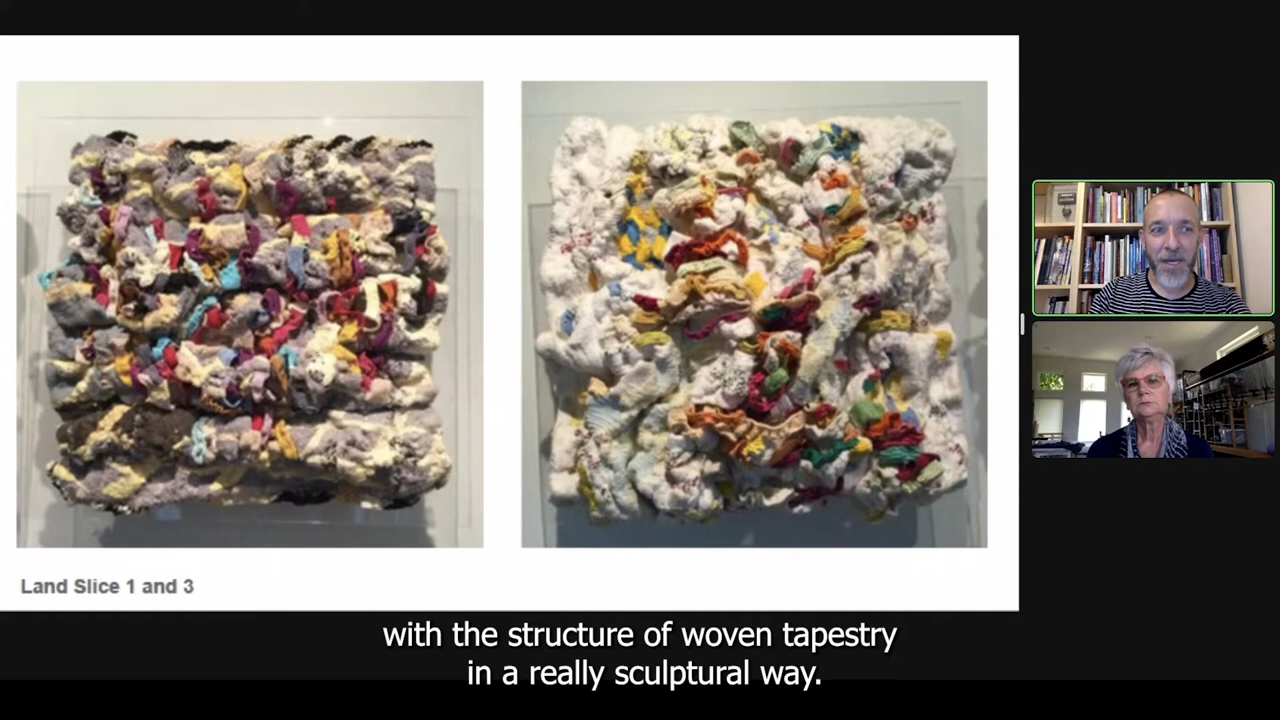 Land Slice 1 and 3
with the structure of woven tapestry
in a really sculptural way.